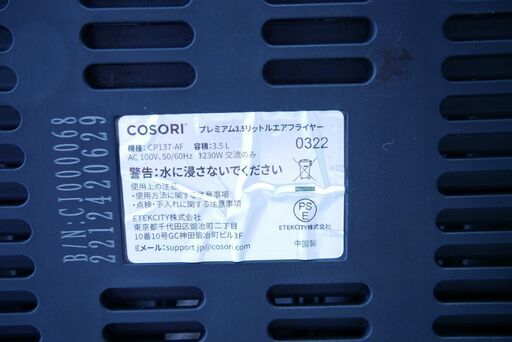 COSORI プレミアム3.5リットルエアフライヤー
機種：CP137-AF 容積：3.5 L
AC 100V、50/60Hz 1230W 交流のみ
0322
警告：水に浸さないでください
使用上の注意
・使用方法に関する注意事項
・点検・手入れに関する注意事項
ETEKCITY株式会社
東京都千代田区鍛冶町二丁目
10番10号GC神田鍛冶町ビル3F
Eメール：support.jp@cosori.com
PS
E
ETEKCITY株式会社
中国製
B/N:CJ000068
2212420629